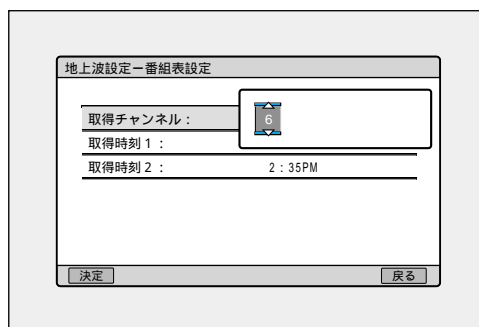 地上波設定ー番組表設定
取得チャンネル：
6
取得時刻１：
取得時刻２： 2：35PM
決定 戻る